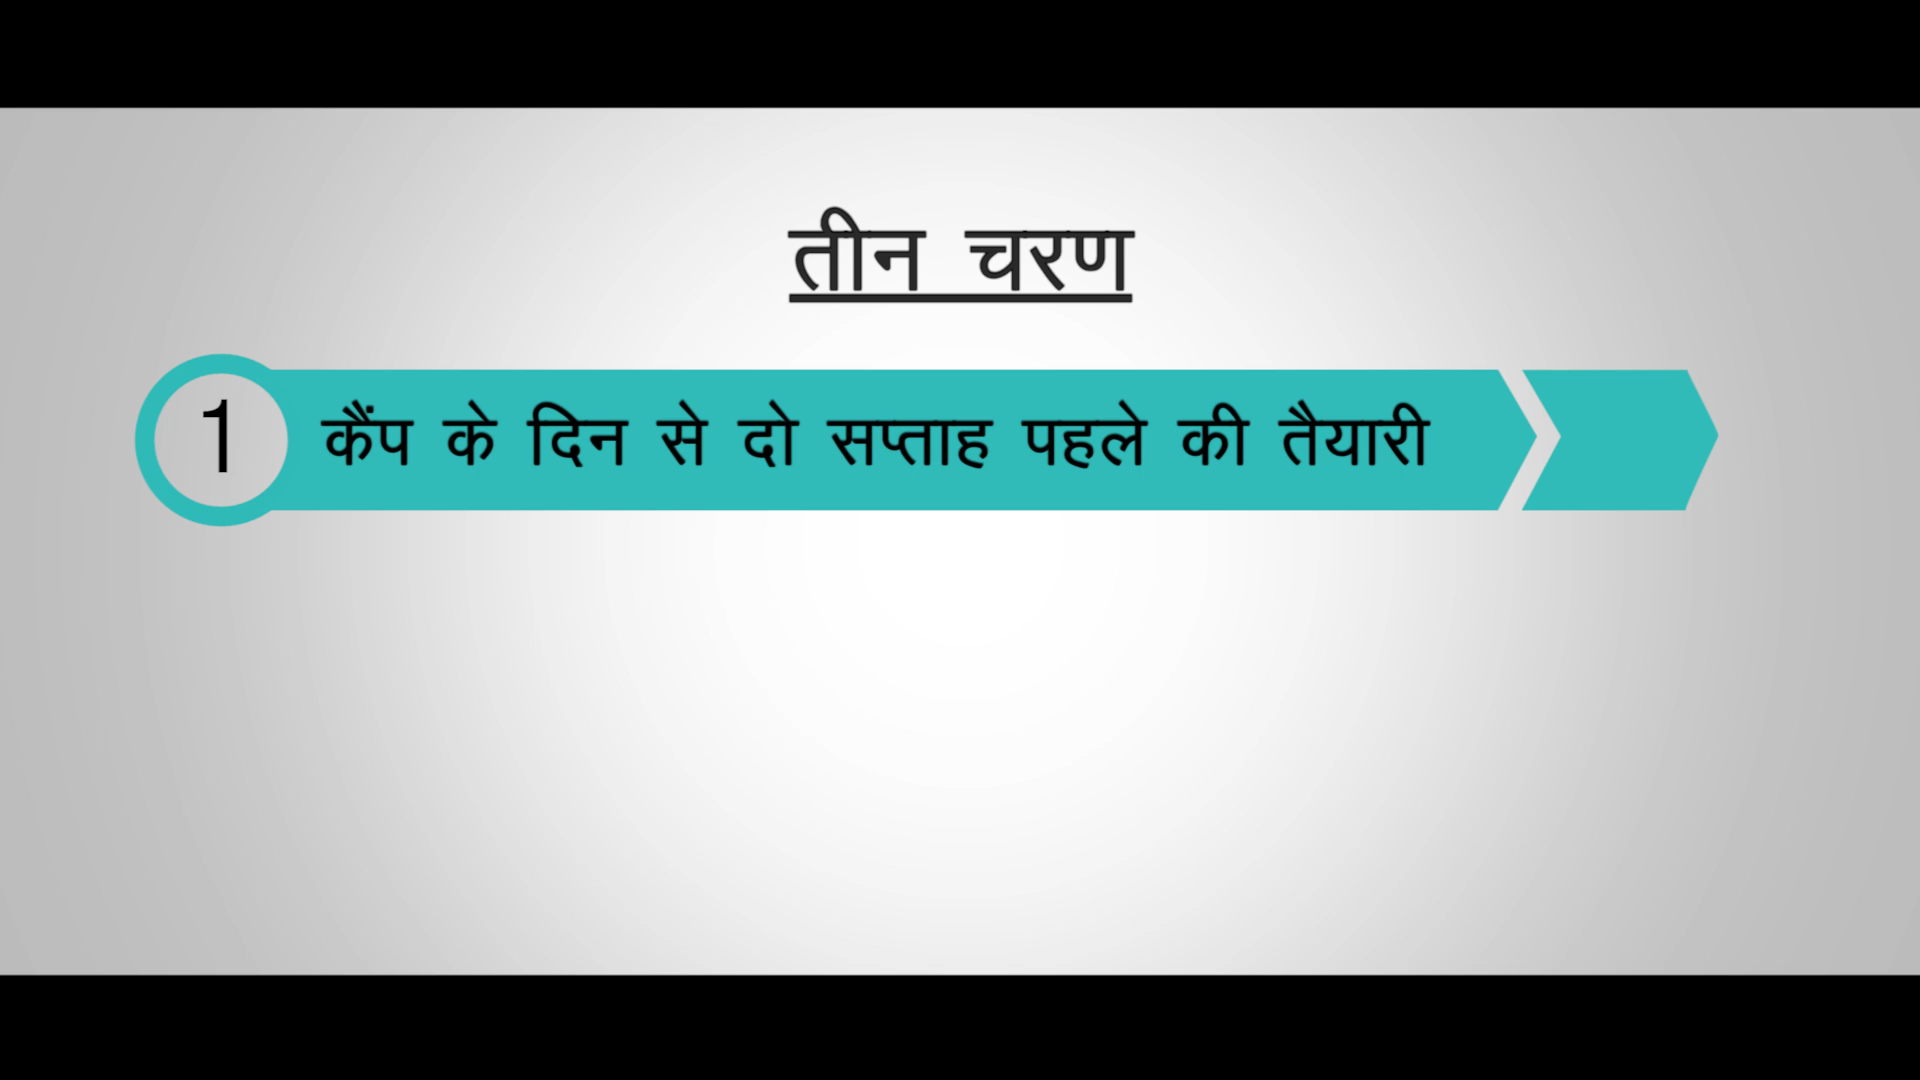 तीन चरण
1 कैंप के दिन से दो सप्ताह पहले की तैयारी